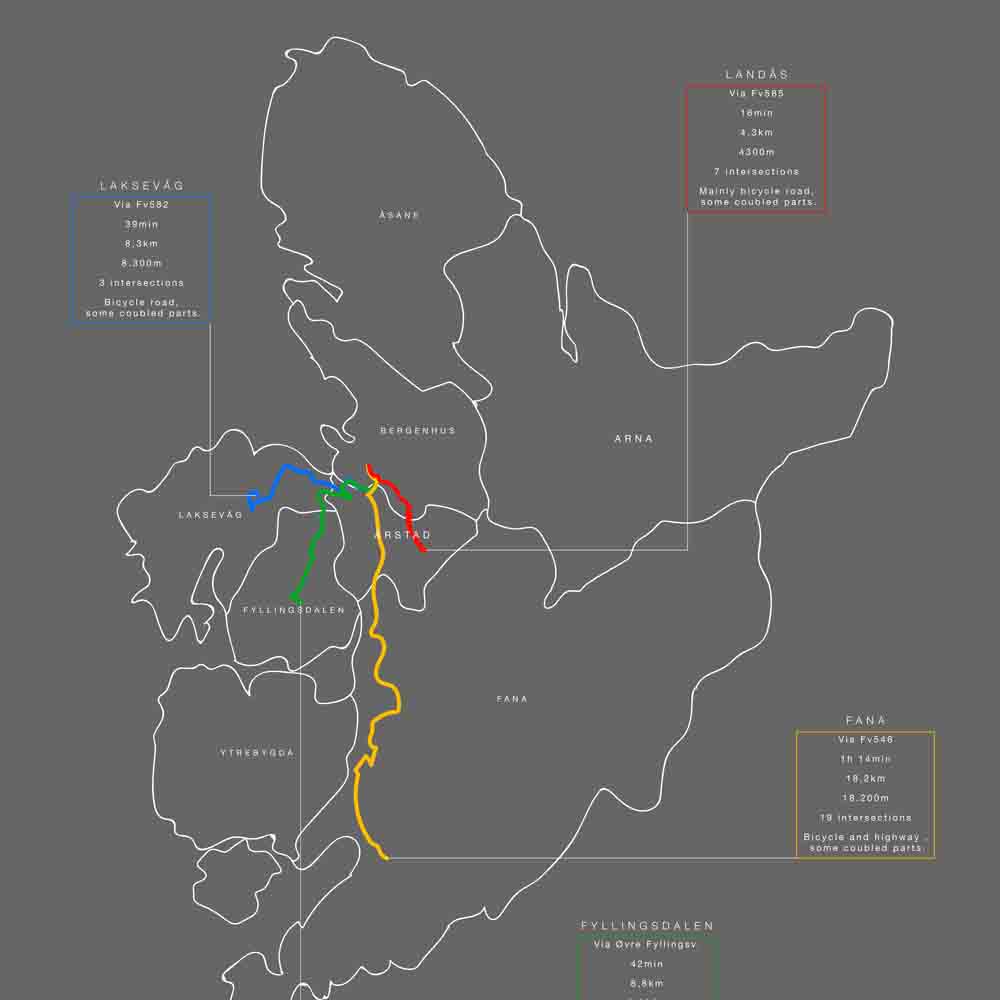 LANDÅS
Via Fv585
16min
4.3km
4300m
7 intersections
Mainly bicycle road,
some coubled parts.
LAKSEVÅG
Via Fv582
39min
8,3km
8.300m
3 intersections
Bicycle road,
some coubled parts.
ÅSANE
BERGENHUS
ARNA
LAKSEVÅG
ÅRSTAD
FYLLINGSDALEN
FANA
YTREBYGDA
FANA
Via Fv546
1h 14min
18,2km
18.200m
19 intersections
Bicycle and highway ,
some coubled parts.
FYLLINGSDALEN
Via Øvre Fyllingsv.
42min
8,8km